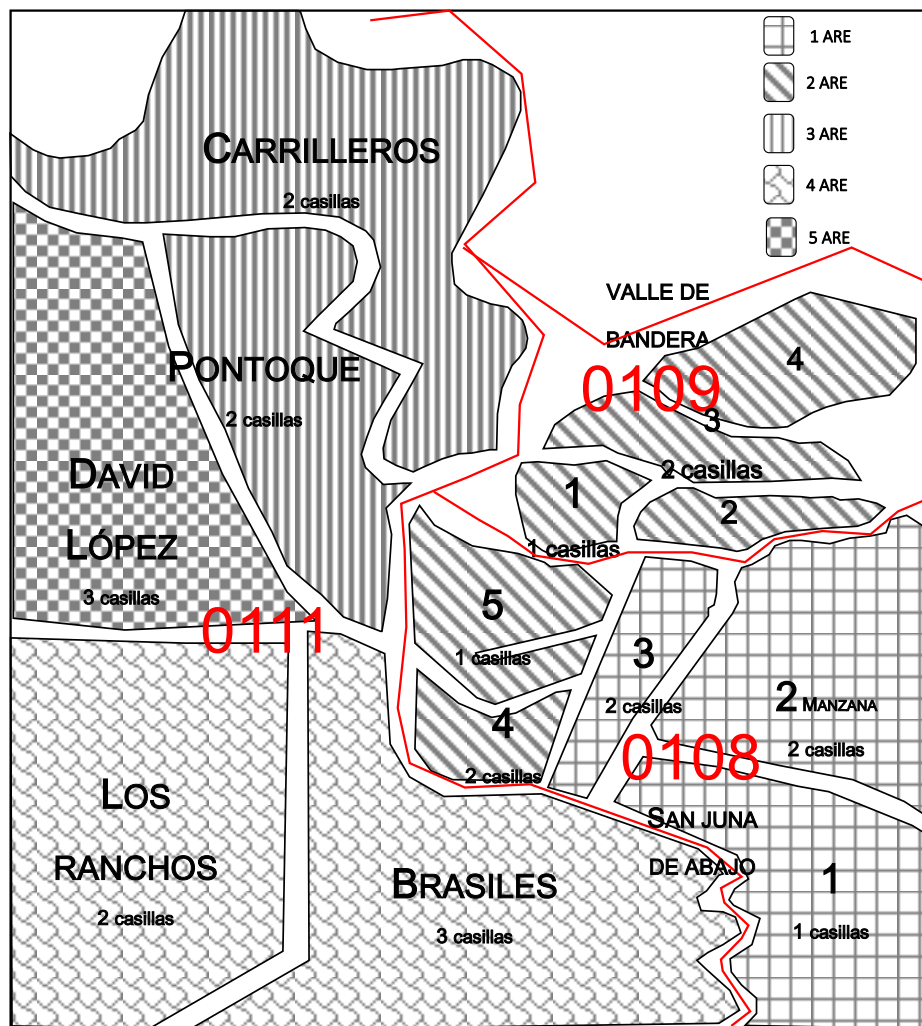 1 ARE
2 ARE
3 ARE
4 ARE
5 ARE
CARRILLEROS
2 casillas
VALLE DE
BANDERA
4
0109
3
2 casillas
PONTOQUE
2 casillas
DAVID
LÓPEZ
3 casillas
1
1 casillas
2
0111
5
1 casillas
3
2 casillas
4
2 casillas
2 MANZANA
2 casillas
0108
SAN JUNA
DE ABAJO
1
1 casillas
LOS
RANCHOS
2 casillas
BRASILES
3 casillas